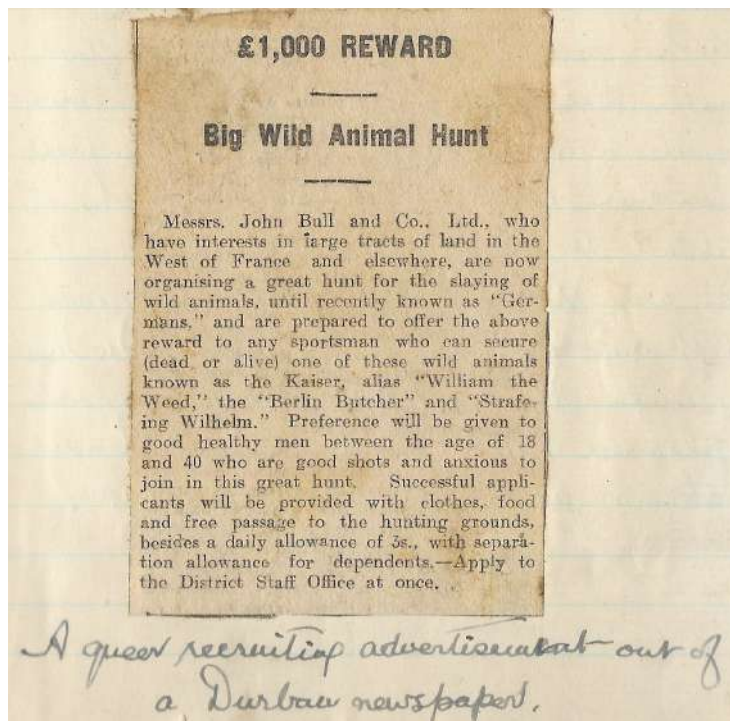 £1,000 REWARD
Big Wild Animal Hunt
Messrs. John Bull and Co., Ltd., who
have interests in large tracts of land in the
West of France and elsewhere, are now
organising a great hunt for the slaying of
wild animals, until recently known as "Ger-
mans," and are prepared to offer the above
reward to any sportsman who can secure
(dead or alive) one of these wild animals
known as the Kaiser, alias "William the
Weed," the "Berlin Butcher" and "Strafe-
ing Wilhelm." Preference will be given to
good healthy men between the age of 18
and 40 who are good shots and anxious to
join in this great hunt. Successful appli-
cants will be provided with clothes, food
and free passage to the hunting grounds,
besides a daily allowance of 3s., with separa-
tion allowance for dependents.—Apply to
the District Staff Office at once.
A queer recruiting advertisement out of
a Durban newspaper.